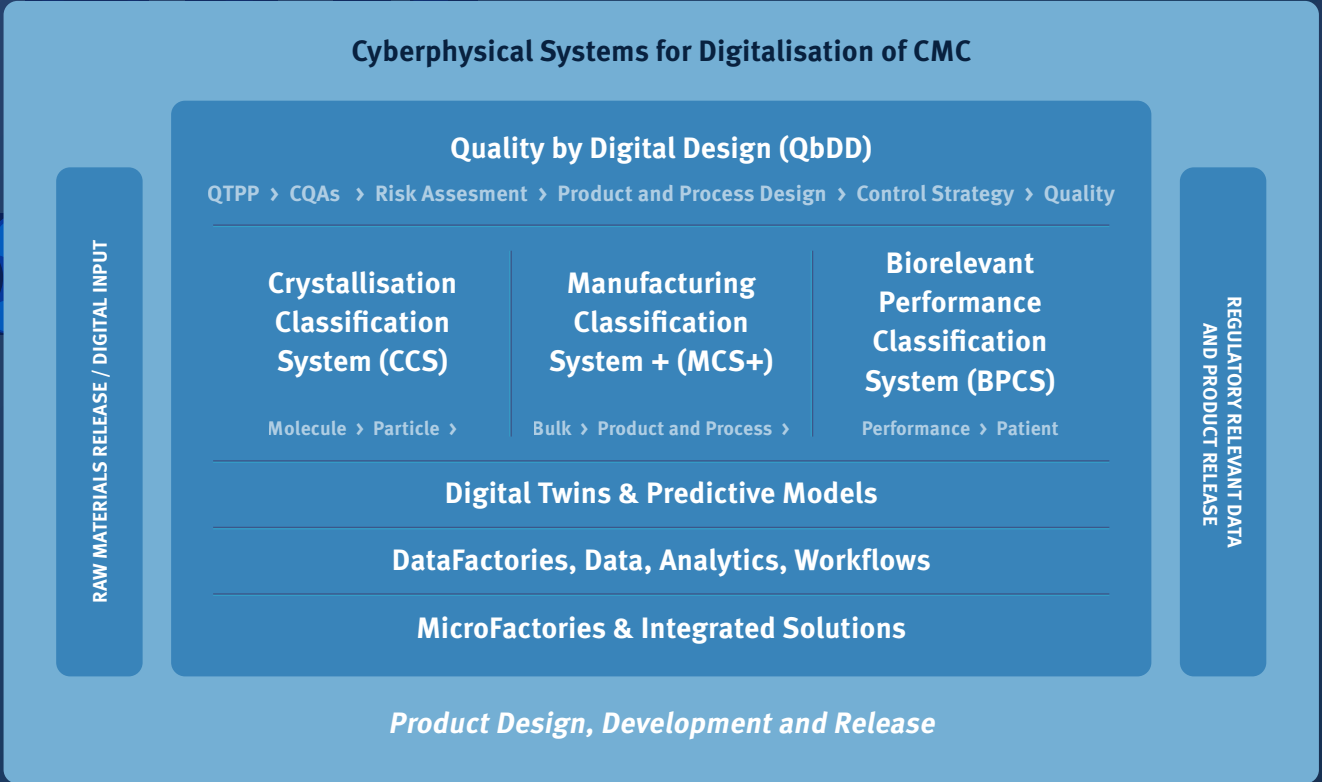 Cyberphysical Systems for Digitalisation of CMC
Quality by Digital Design (QbDD)
QTPP › CQAs › Risk Assesment › Product and Process Design › Control Strategy › Quality
RAW MATERIALS RELEASE / DIGITAL INPUT
Crystallisation
Classification
System (CCS)
Molecule › Particle ›
Manufacturing
Classification
System + (MCS+)
Bulk › Product and Process ›
Biorelevant
Performance
Classification
System (BPCS)
Performance › Patient
Digital Twins & Predictive Models
DataFactories, Data, Analytics, Workflows
MicroFactories & Integrated Solutions
REGULATORY RELEVANT DATA
AND PRODUCT RELEASE
Product Design, Development and Release